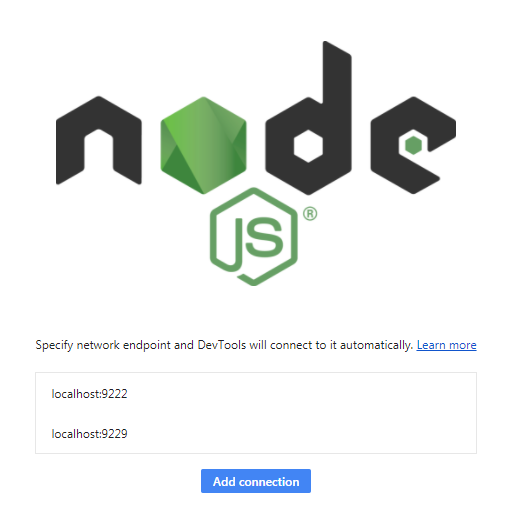 node
JS®
Specify network endpoint and DevTools will connect to it automatically. Learn more
localhost:9222
localhost:9229
Add connection